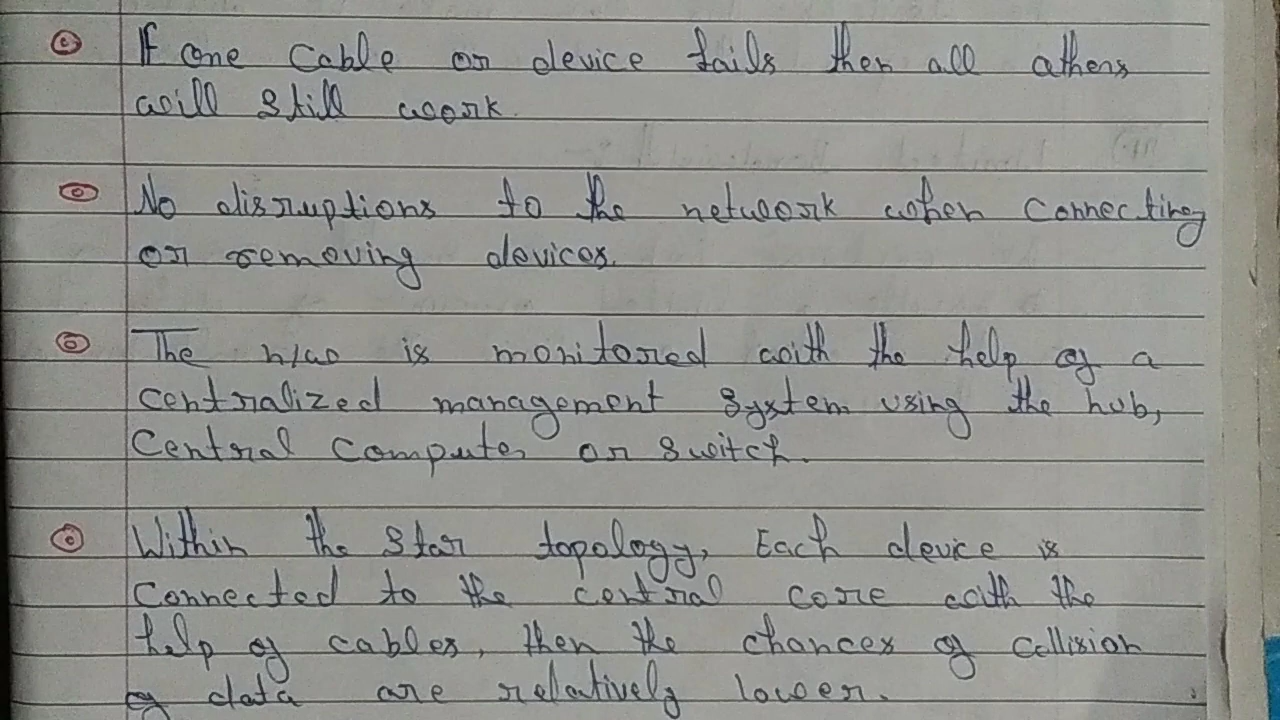 If one Cable or device fails then all others
will still work.
No disruptions to the network when connecting
or removing devices.
The n/w is monitored with the help of a
centralized management system using the hub,
Central Computer or Switch.
Within the Star topology, Each device is
Connected to the central core with the
help of cables, then the chances of collision
of data are relatively lower.